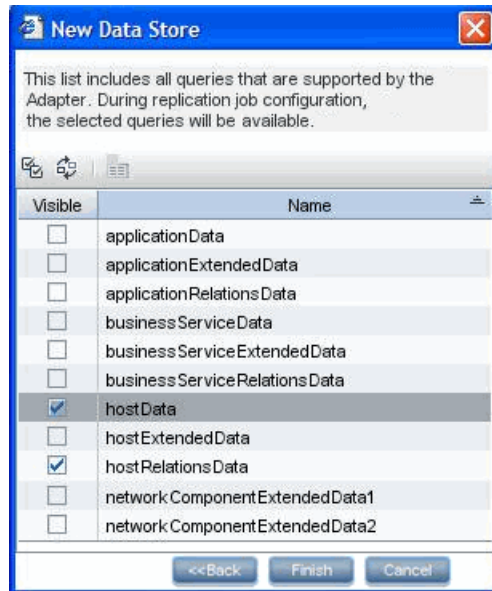 New Data Store
This list includes all queries that are supported by the
Adapter. During replication job configuration,
the selected queries will be available.
Visible Name
applicationData
applicationExtendedData
applicationRelationsData
businessServiceData
businessServiceExtendedData
businessServiceRelationsData
hostData
hostExtendedData
hostRelationsData
networkComponentExtendedData1
networkComponentExtendedData2
<<Back Finish Cancel